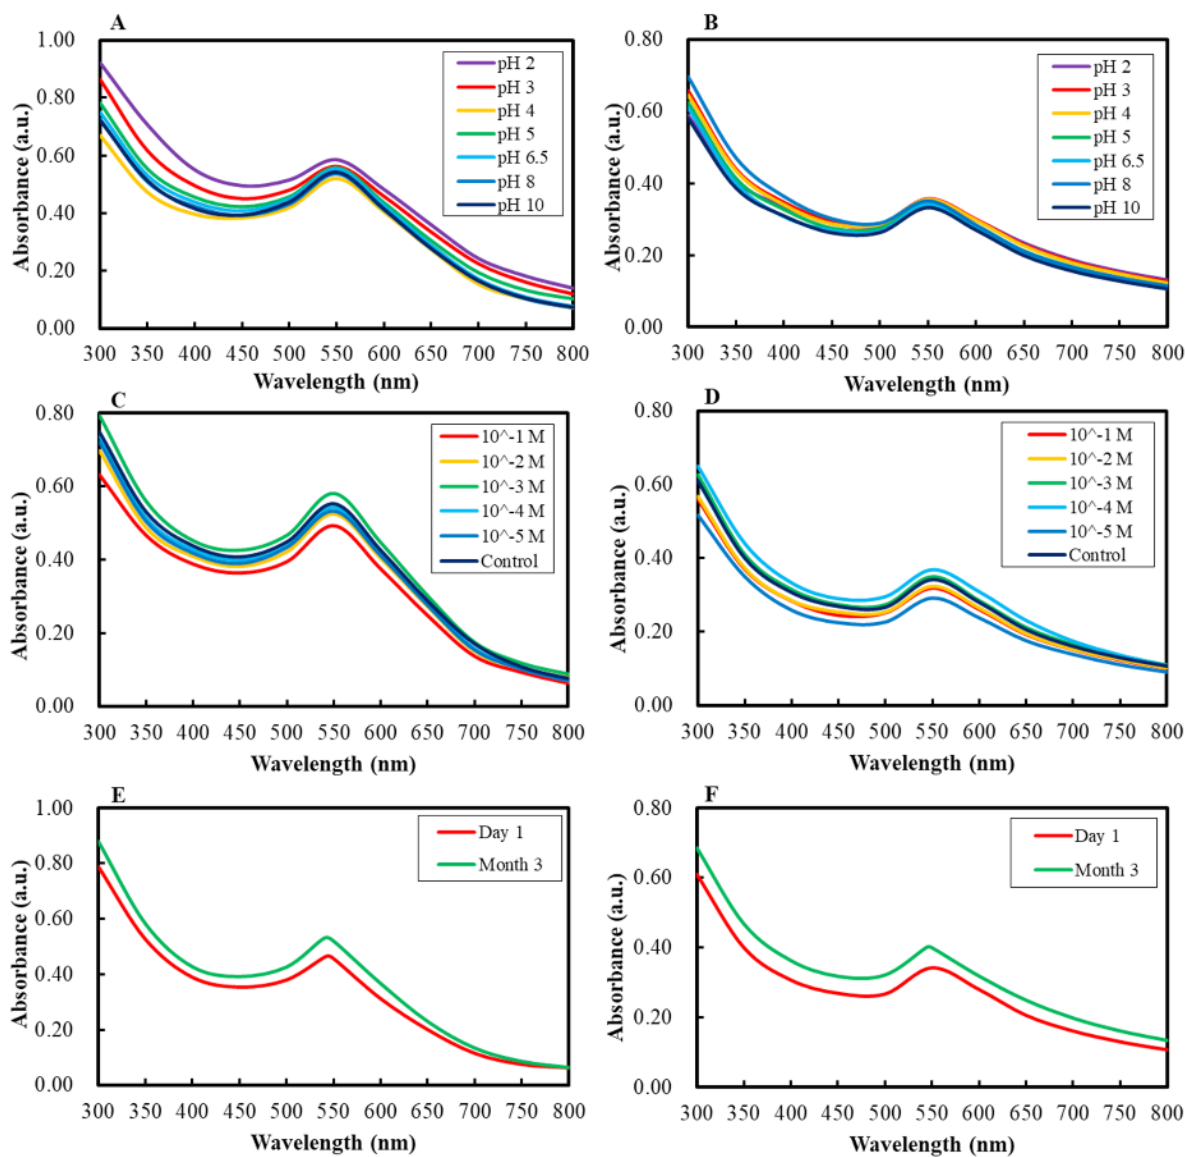 A
Absorbance (a.u.)
1.00
0.80
0.60
0.40
0.20
0.00
pH 2
pH 3
pH 4
pH 5
pH 6.5
pH 8
pH 10
300 350 400 450 500 550 600 650 700 750 800
Wavelength (nm)
B
Absorbance (a.u.)
0.80
0.60
0.40
0.20
0.00
pH 2
pH 3
pH 4
pH 5
pH 6.5
pH 8
pH 10
300 350 400 450 500 550 600 650 700 750 800
Wavelength (nm)
C
Absorbance (a.u.)
0.80
0.60
0.40
0.20
0.00
10^-1 M
10^-2 M
10^-3 M
10^-4 M
10^-5 M
Control
300 350 400 450 500 550 600 650 700 750 800
Wavelength (nm)
D
Absorbance (a.u.)
0.80
0.60
0.40
0.20
0.00
10^-1 M
10^-2 M
10^-3 M
10^-4 M
10^-5 M
Control
300 350 400 450 500 550 600 650 700 750 800
Wavelength (nm)
E
Absorbance (a.u.)
1.00
0.80
0.60
0.40
0.20
0.00
Day 1
Month 3
300 350 400 450 500 550 600 650 700 750 800
Wavelength (nm)
F
Absorbance (a.u.)
0.80
0.60
0.40
0.20
0.00
Day 1
Month 3
300 350 400 450 500 550 600 650 700 750 800
Wavelength (nm)